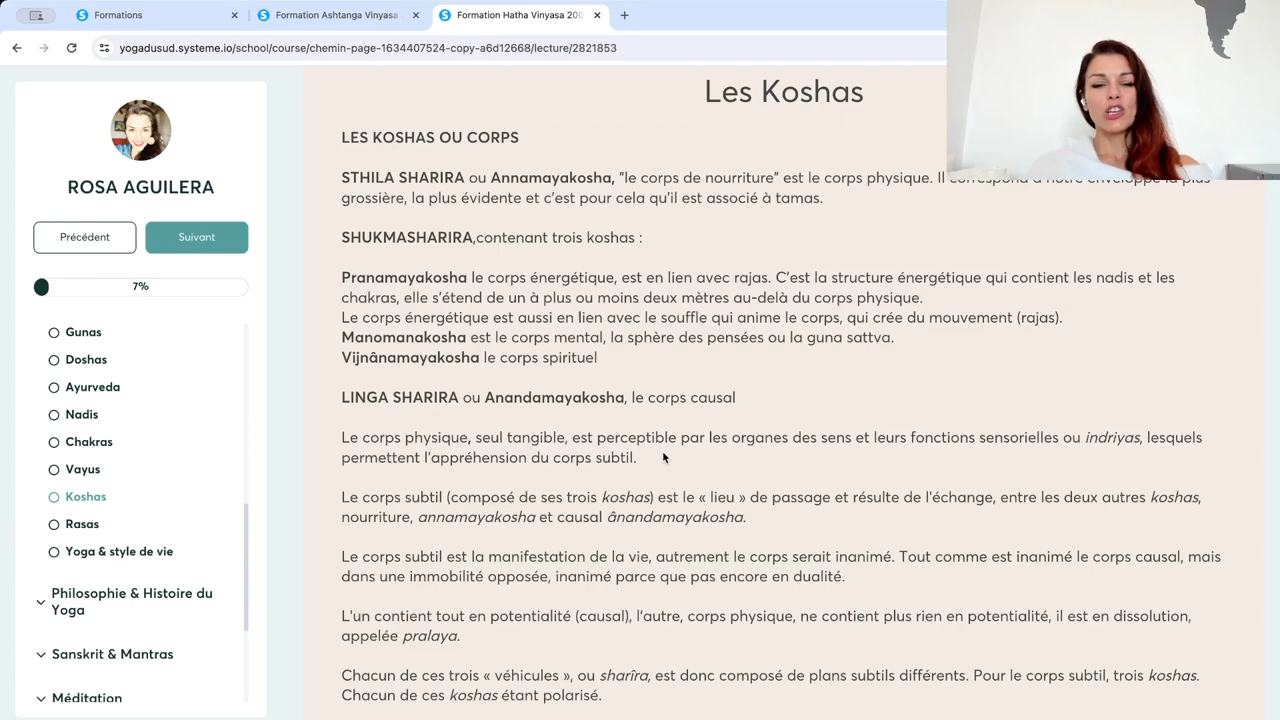 Formations
Formation Ashtanga Vinyasa
Formation Hatha Vinyasa 200
yogadusud.systeme.io/school/course/chemin-page-1634407524-copy-a6d12668/lecture/2821853
ROSA AGUILERA
Précédent
Suivant
7%
Gunas
Doshas
Ayurveda
Nadis
Chakras
Vayus
Koshas
Rasas
Yoga & style de vie
Philosophie & Histoire du
Yoga
Sanskrit & Mantras
Méditation
Les Koshas
LES KOSHAS OU CORPS
STHILA SHARIRA ou Annamayakosha, "le corps de nourriture" est le corps physique. Il correspond à notre enveloppe la plus
grossière, la plus évidente et c'est pour cela qu'il est associé à tamas.
SHUKMASHARIRA,contenant trois koshas :
Pranamayakosha le corps énergétique, est en lien avec rajas. C'est la structure énergétique qui contient les nadis et les
chakras, elle s'étend de un à plus ou moins deux mètres au-delà du corps physique.
Le corps énergétique est aussi en lien avec le souffle qui anime le corps, qui crée du mouvement (rajas).
Manomanakosha est le corps mental, la sphère des pensées ou la guna sattva.
Vijnânamayakosha le corps spirituel
LINGA SHARIRA ou Anandamayakosha, le corps causal
Le corps physique, seul tangible, est perceptible par les organes des sens et leurs fonctions sensorielles ou indriyas, lesquels
permettent l'appréhension du corps subtil.
Le corps subtil (composé de ses trois koshas) est le « lieu » de passage et résulte de l'échange, entre les deux autres koshas,
nourriture, annamayakosha et causal ânandamayakosha.
Le corps subtil est la manifestation de la vie, autrement le corps serait inanimé. Tout comme est inanimé le corps causal, mais
dans une immobilité opposée, inanimé parce que pas encore en dualité.
L'un contient tout en potentialité (causal), l'autre, corps physique, ne contient plus rien en potentialité, il est en dissolution,
appelée pralaya.
Chacun de ces trois « véhicules », ou sharîra, est donc composé de plans subtils différents. Pour le corps subtil, trois koshas.
Chacun de ces koshas étant polarisé.